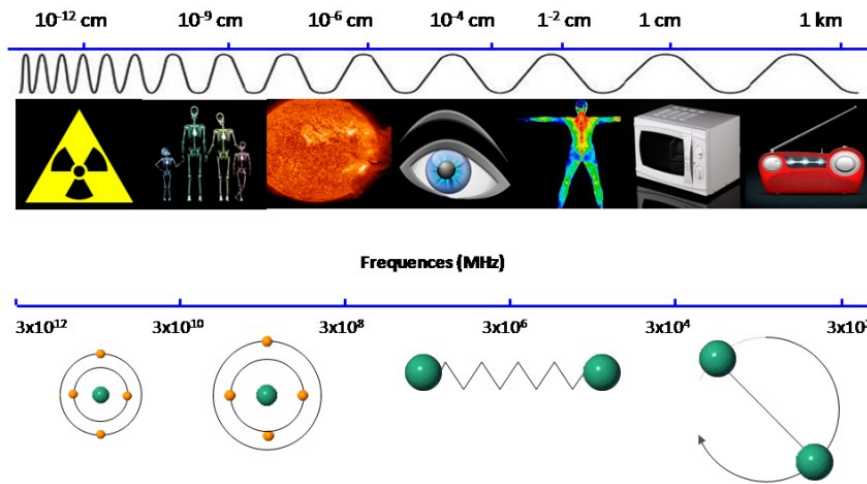 10⁻¹² cm 10⁻⁹ cm 10⁻⁶ cm 10⁻⁴ cm 1⁻² cm 1 cm 1 km
Frequences (MHz)
3x10¹² 3x10¹⁰ 3x10⁸ 3x10⁶ 3x10⁴